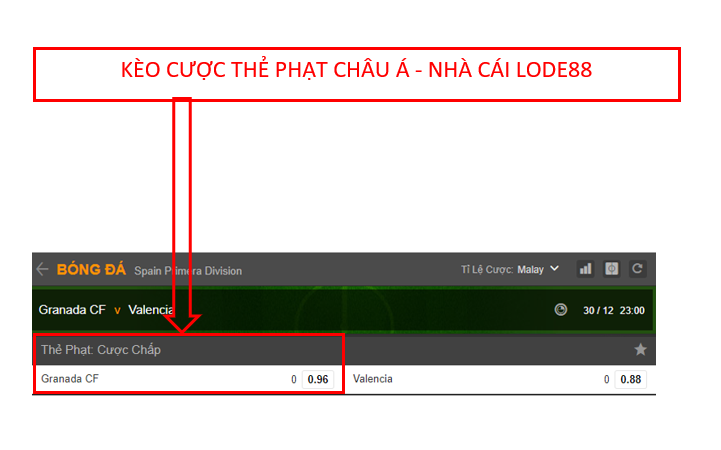 KÈO CƯỢC THẺ PHẠT CHÂU Á - NHÀ CÁI LODE88
BÓNG ĐÁ Spain Primera Division Tỉ Lệ Cược: Malay
Granada CF v Valencia 30 / 12 23:00
Thẻ Phạt: Cược Chấp
Granada CF 0 0.96 Valencia 0 0.88